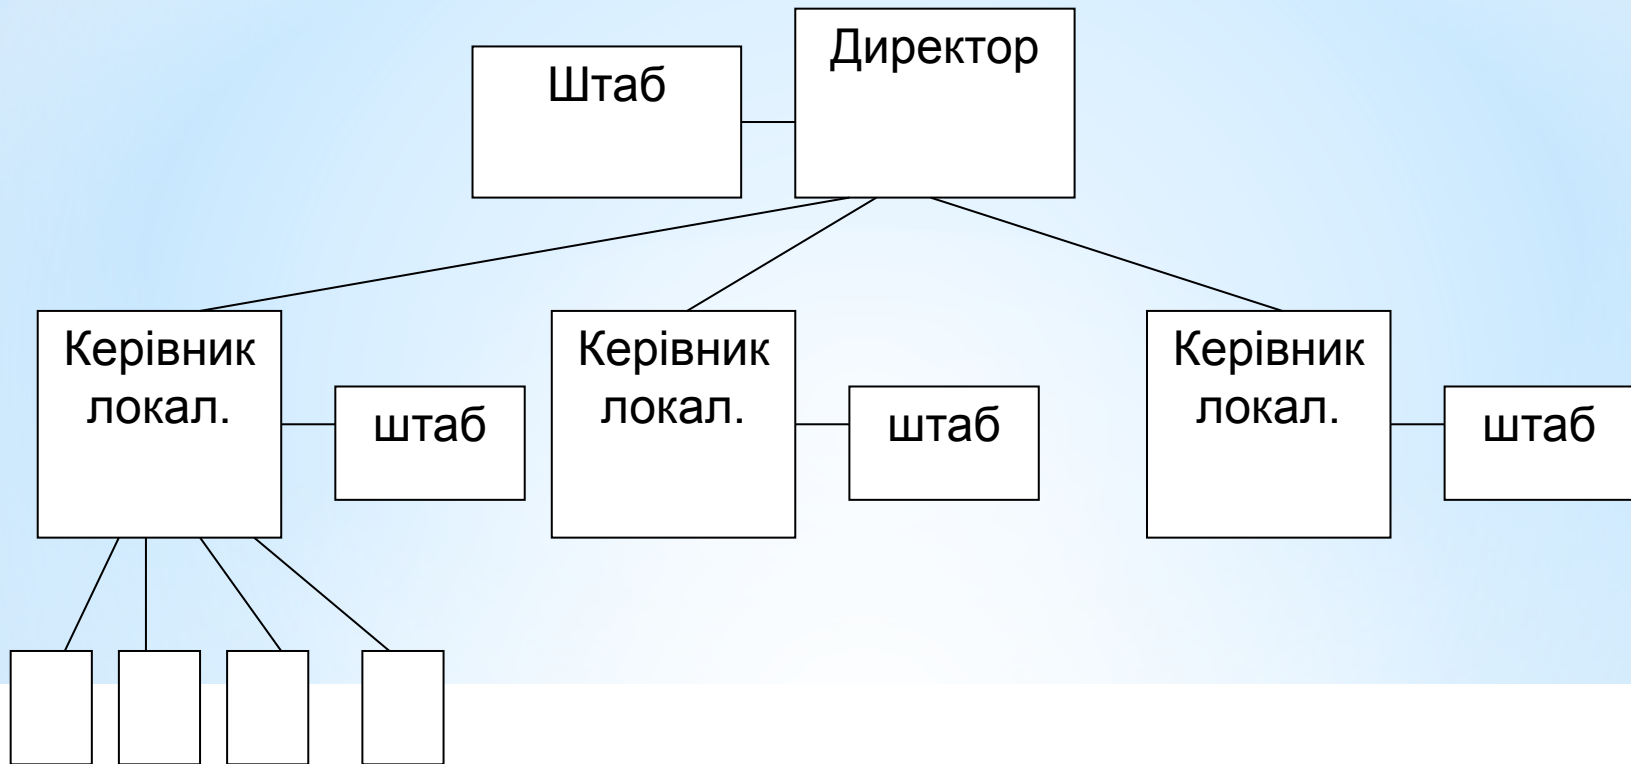 Штаб
Директор
Керівник
локал.
штаб
Керівник
локал.
штаб
Керівник
локал.
штаб